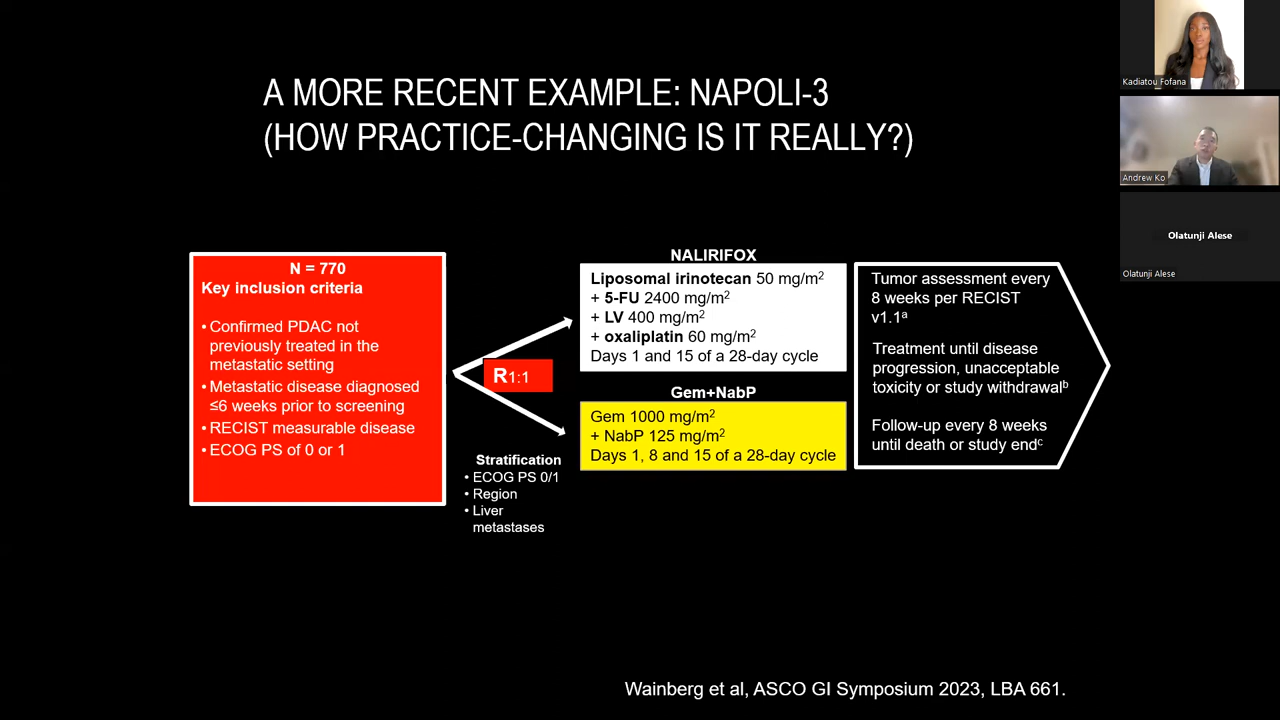 A MORE RECENT EXAMPLE: NAPOLI-3
(HOW PRACTICE-CHANGING IS IT REALLY?)
N = 770
Key inclusion criteria
• Confirmed PDAC not
previously treated in the
metastatic setting
• Metastatic disease diagnosed
≤6 weeks prior to screening
• RECIST measurable disease
• ECOG PS of 0 or 1
R1:1
Stratification
• ECOG PS 0/1
• Region
• Liver
metastases
NALIRIFOX
Liposomal irinotecan 50 mg/m²
+ 5-FU 2400 mg/m²
+ LV 400 mg/m²
+ oxaliplatin 60 mg/m²
Days 1 and 15 of a 28-day cycle
Gem+NabP
Gem 1000 mg/m²
+ NabP 125 mg/m²
Days 1, 8 and 15 of a 28-day cycle
Tumor assessment every
8 weeks per RECIST
v1.1ᵃ
Treatment until disease
progression, unacceptable
toxicity or study withdrawalᵇ
Follow-up every 8 weeks
until death or study endᶜ
Wainberg et al, ASCO GI Symposium 2023, LBA 661.
Kadiatou Fofana
Andrew Ko
Olatunji Alese
Olatunji Alese